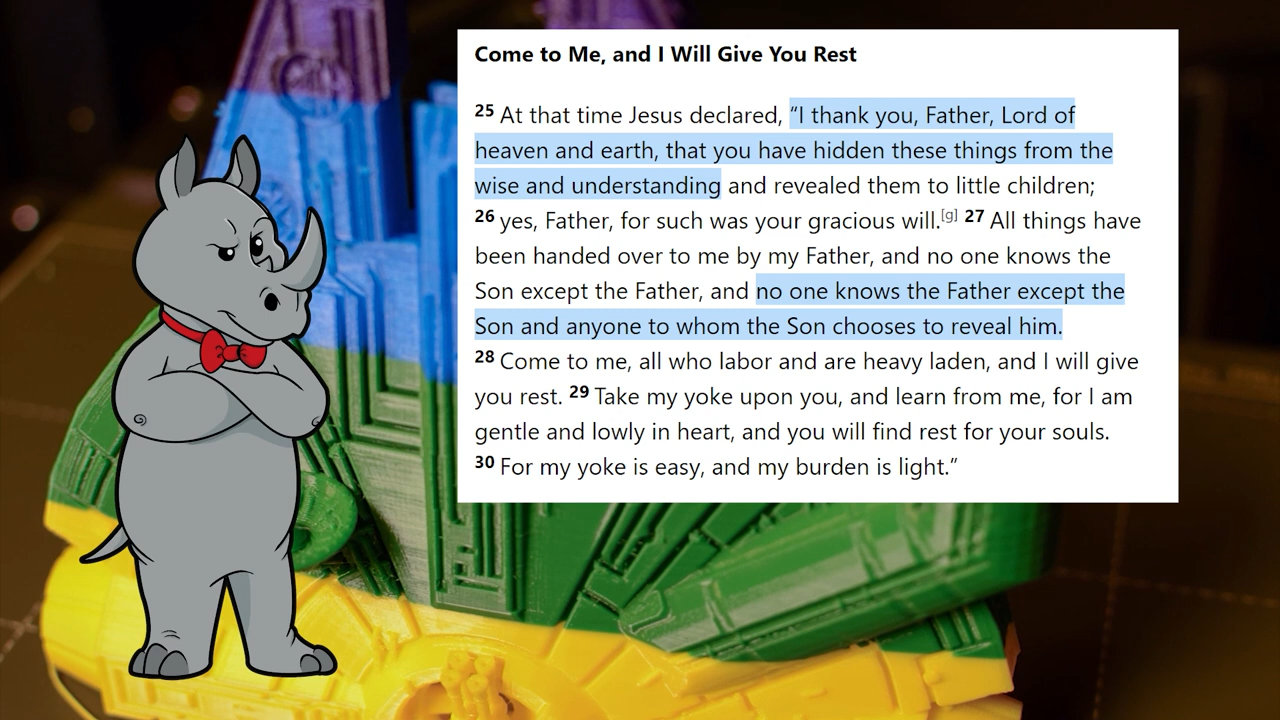 Come to Me, and I Will Give You Rest
25 At that time Jesus declared, “I thank you, Father, Lord of
heaven and earth, that you have hidden these things from the
wise and understanding and revealed them to little children;
26 yes, Father, for such was your gracious will.[g] 27 All things have
been handed over to me by my Father, and no one knows the
Son except the Father, and no one knows the Father except the
Son and anyone to whom the Son chooses to reveal him.
28 Come to me, all who labor and are heavy laden, and I will give
you rest. 29 Take my yoke upon you, and learn from me, for I am
gentle and lowly in heart, and you will find rest for your souls.
30 For my yoke is easy, and my burden is light.”